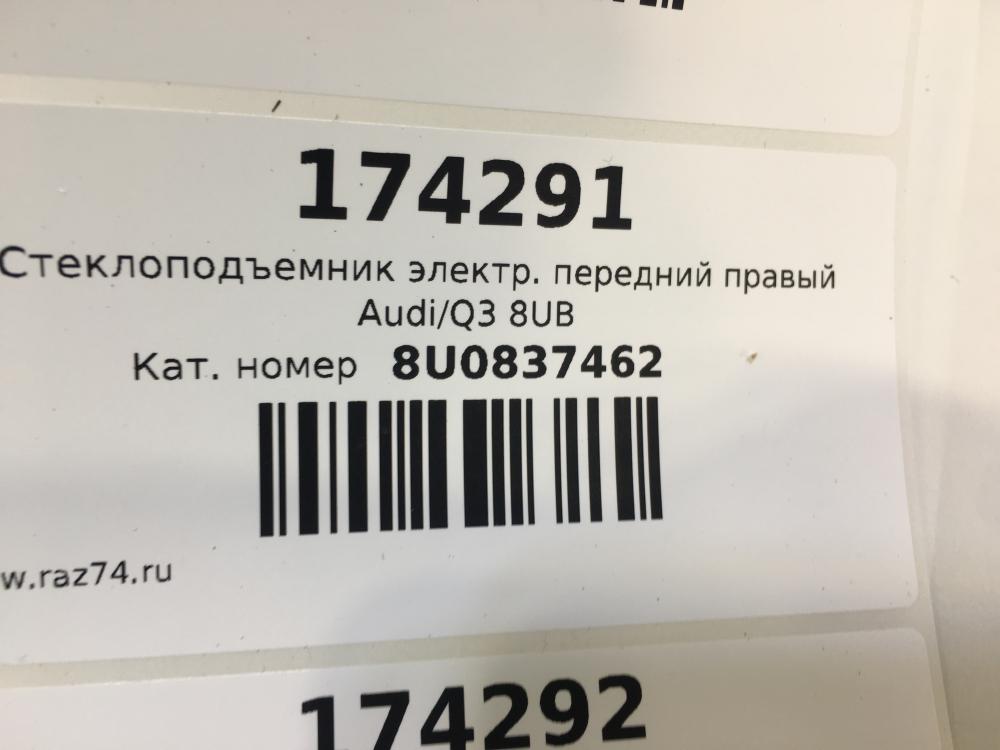 174291
Стеклоподъемник электр. передний правый
Audi/Q3 8UB
Кат. номер 8U0837462
w.raz74.ru
174292